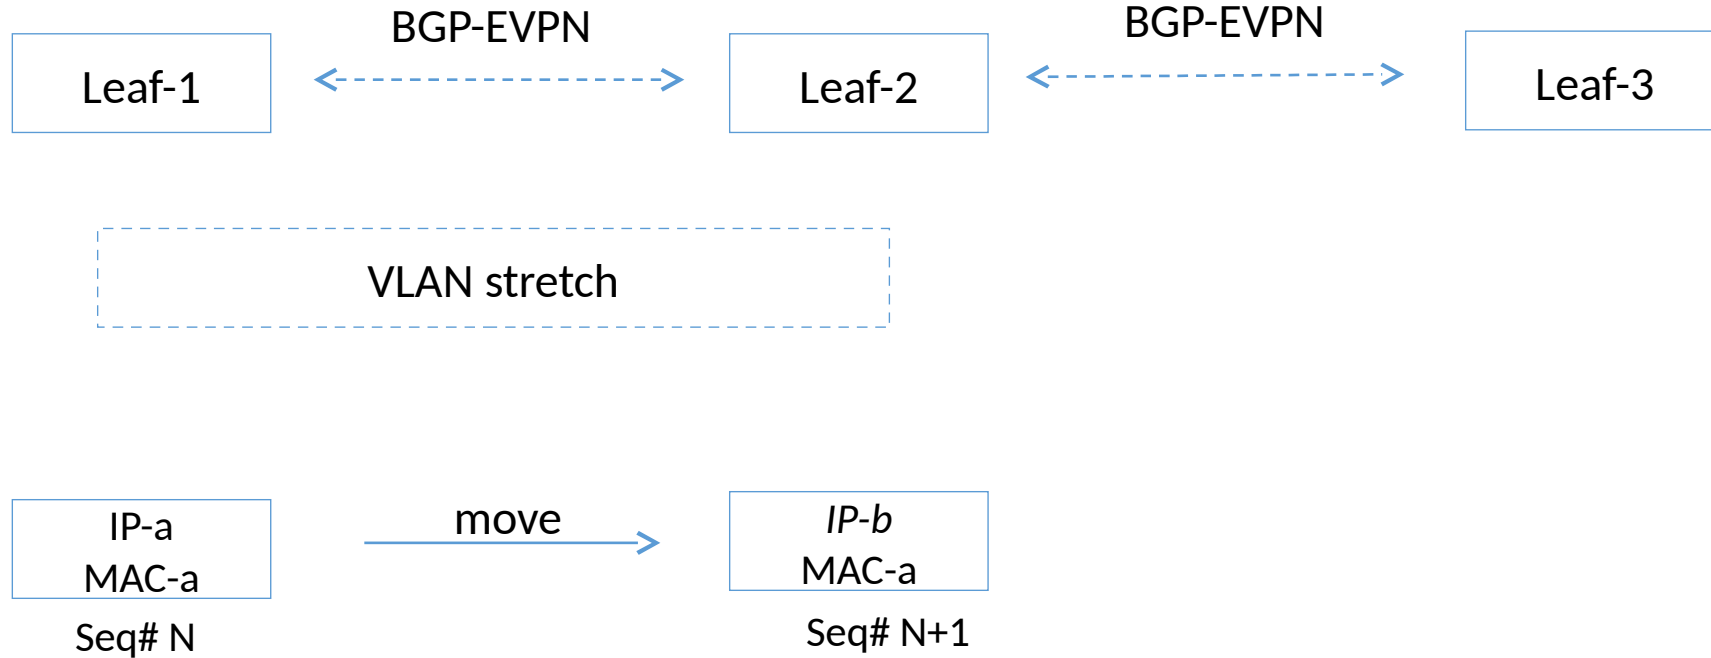 BGP-EVPN
BGP-EVPN
Leaf-1
Leaf-2
Leaf-3
VLAN stretch
IP-a
MAC-a
move
IP-b
MAC-a
Seq# N
Seq# N+1